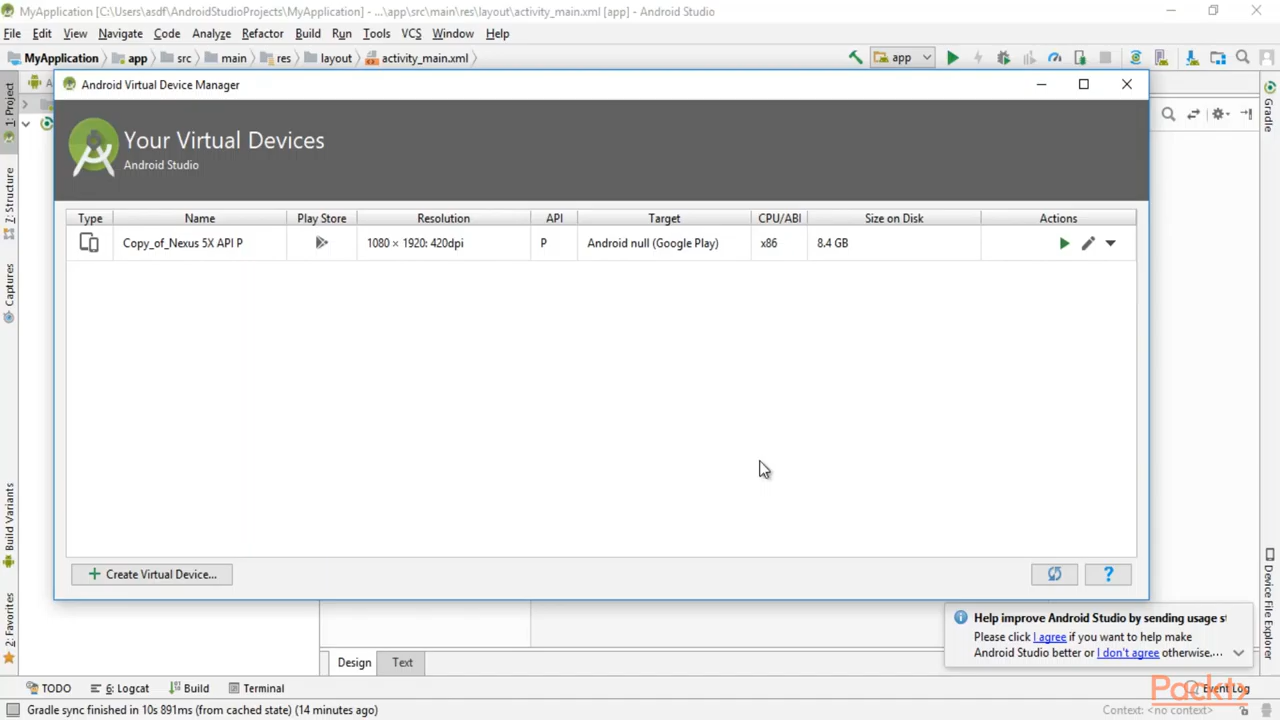 MyApplication [C:\Users\asdf\AndroidStudioProjects\MyApplication] - ...\app\src\main\res\layout\activity_main.xml [app] - Android Studio
File Edit View Navigate Code Analyze Refactor Build Run Tools VCS Window Help
MyApplication app src main res layout activity_main.xml app
Android Virtual Device Manager
Your Virtual Devices
Android Studio
Type Name Play Store Resolution API Target CPU/ABI Size on Disk Actions
Copy_of_Nexus 5X API P 1080 × 1920: 420dpi P Android null (Google Play) x86 8.4 GB
Create Virtual Device...
?
1: Project
Z: Structure
Captures
Build Variants
2: Favorites
Gradle
Device File Explorer
Help improve Android Studio by sending usage st
Please click I agree if you want to help make
Android Studio better or I don't agree otherwise....
Design Text
TODO 6: Logcat Build Terminal Event Log
Packt
Gradle sync finished in 10s 891ms (from cached state) (14 minutes ago) Context: <no context>